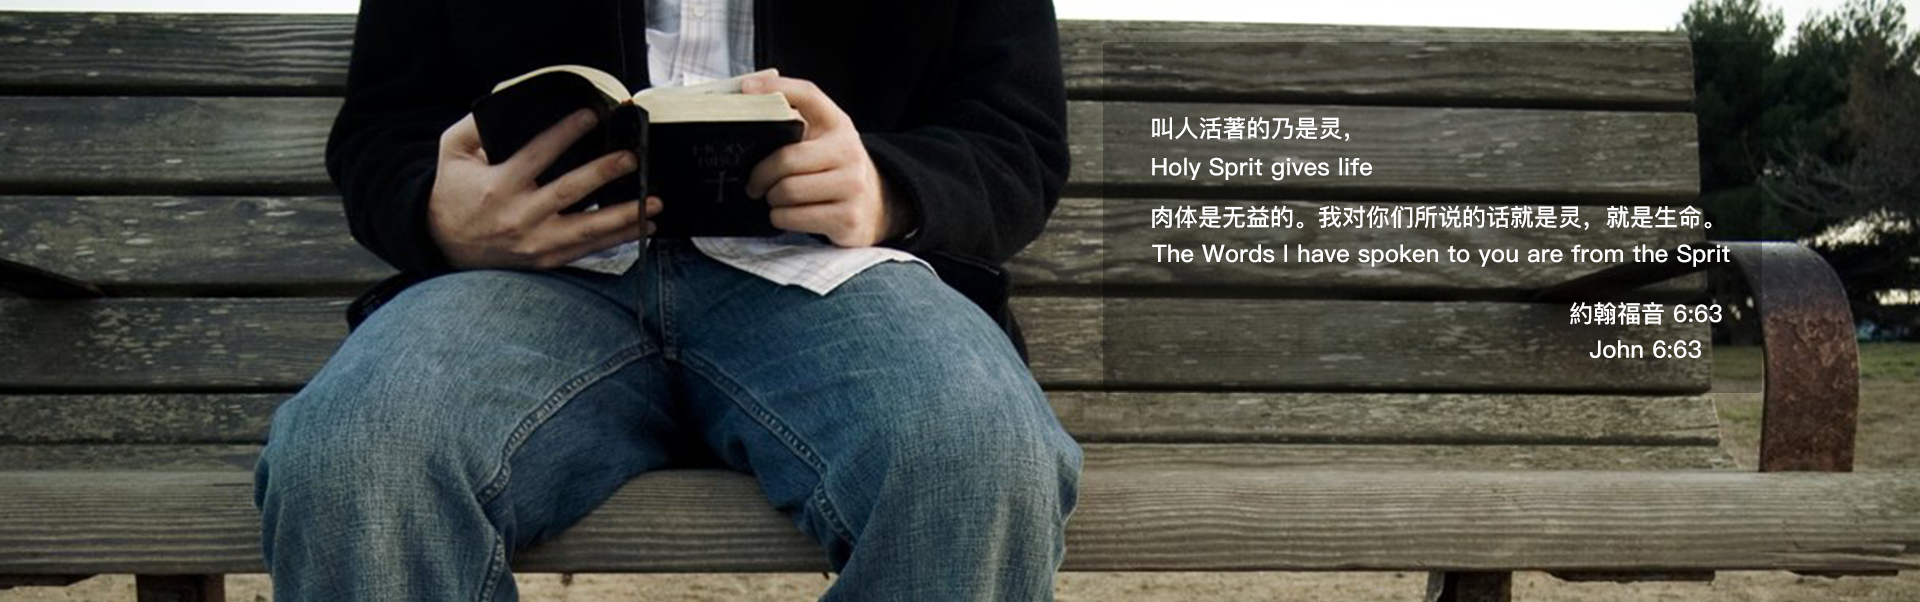 HOLY
BIBLE
叫人活著的乃是灵，
Holy Sprit gives life
肉体是无益的。我对你们所说的话就是灵，就是生命。
The Words I have spoken to you are from the Sprit
約翰福音 6:63
John 6:63